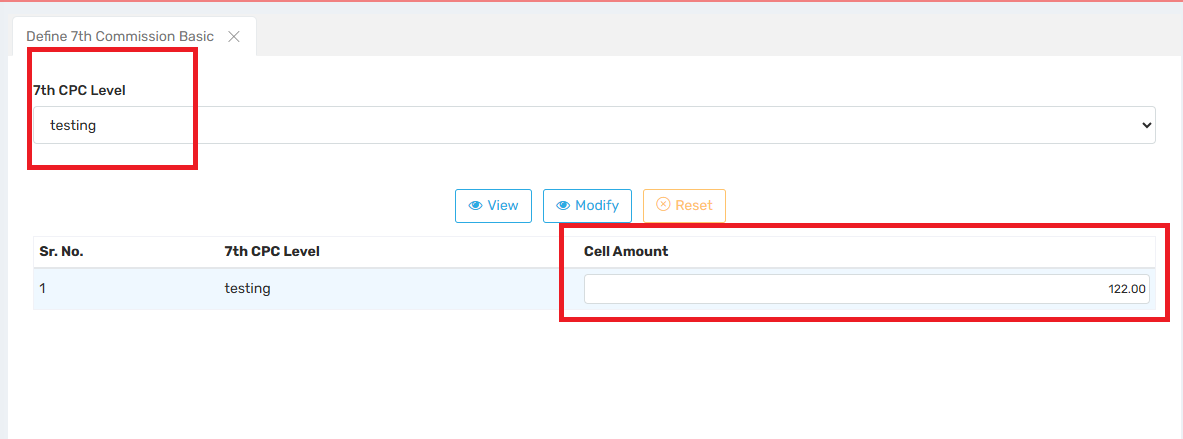 Define 7th Commission Basic
7th CPC Level
testing
View Modify Reset
Sr. No. 7th CPC Level Cell Amount
1 testing 122.00